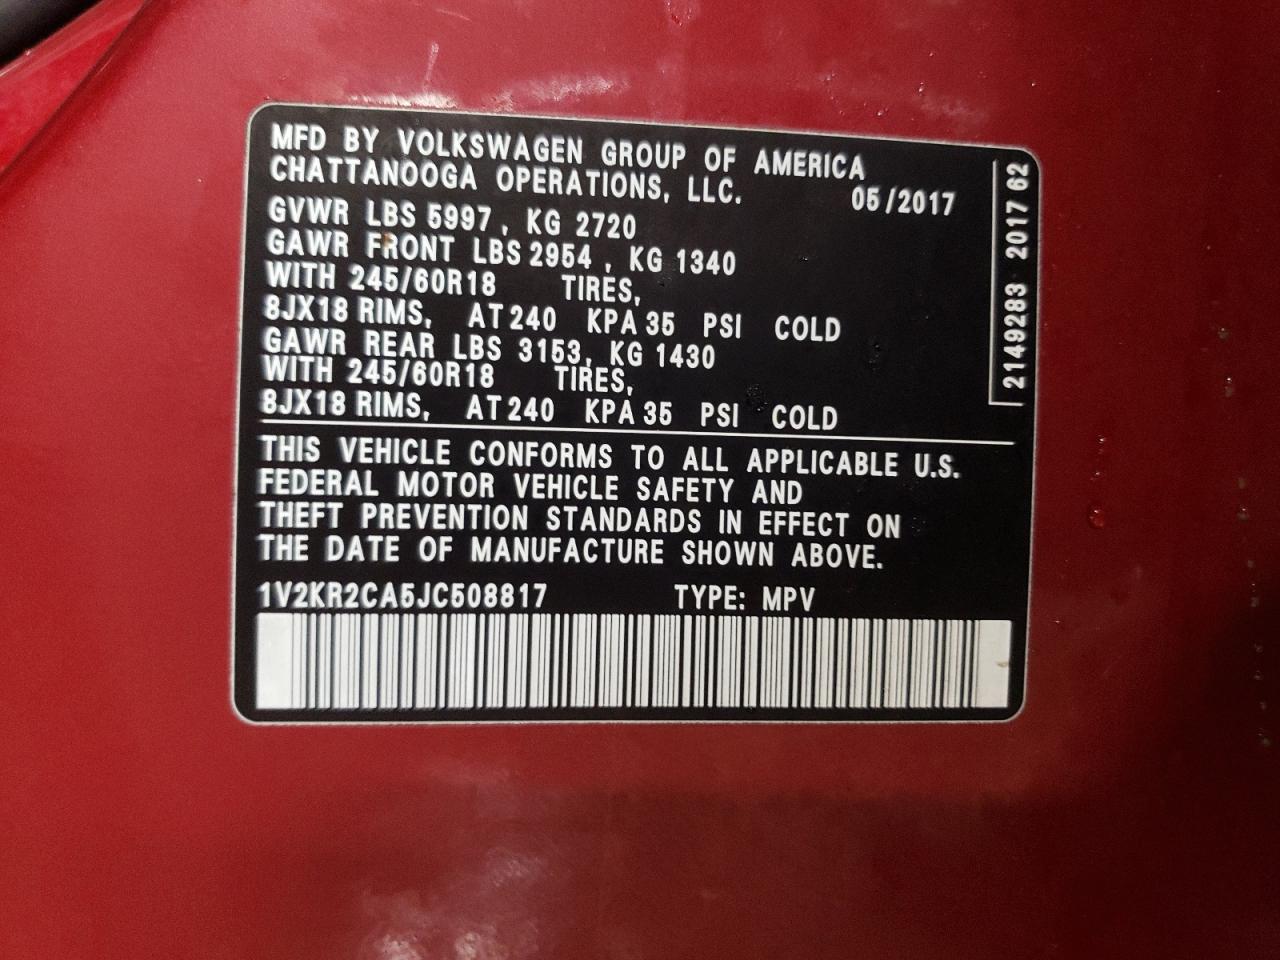 MFD BY VOLKSWAGEN GROUP OF AMERICA
CHATTANOOGA OPERATIONS, LLC. 05/2017
GVWR LBS 5997, KG 2720
GAWR FRONT LBS 2954, KG 1340
WITH 245/60R18 TIRES,
8JX18 RIMS, AT 240 KPA 35 PSI COLD
GAWR REAR LBS 3153, KG 1430
WITH 245/60R18 TIRES,
8JX18 RIMS, AT 240 KPA 35 PSI COLD
THIS VEHICLE CONFORMS TO ALL APPLICABLE U.S.
FEDERAL MOTOR VEHICLE SAFETY AND
THEFT PREVENTION STANDARDS IN EFFECT ON
THE DATE OF MANUFACTURE SHOWN ABOVE.
1V2KR2CA5JC508817 TYPE: MPV
2149283 2017 62